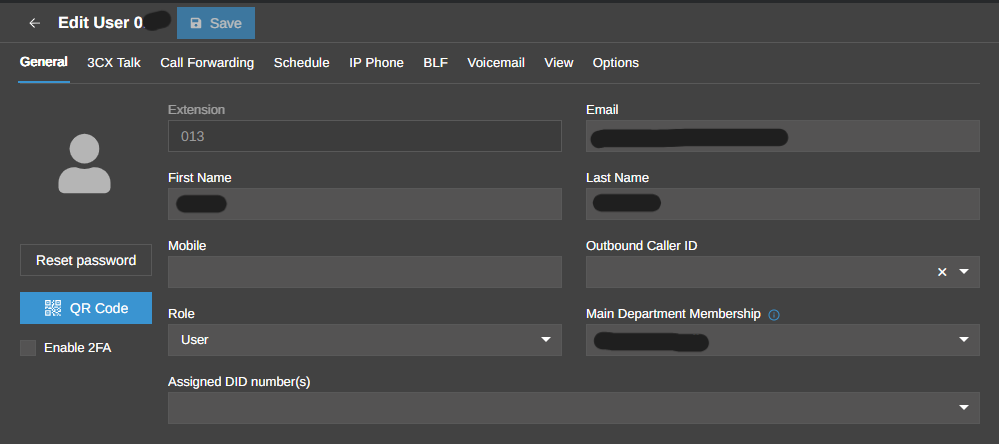 Edit User 0
Save
General 3CX Talk Call Forwarding Schedule IP Phone BLF Voicemail View Options
Extension Email
013
First Name Last Name
Mobile Outbound Caller ID
Reset password
QR Code
Role Main Department Membership
User
Enable 2FA
Assigned DID number(s)